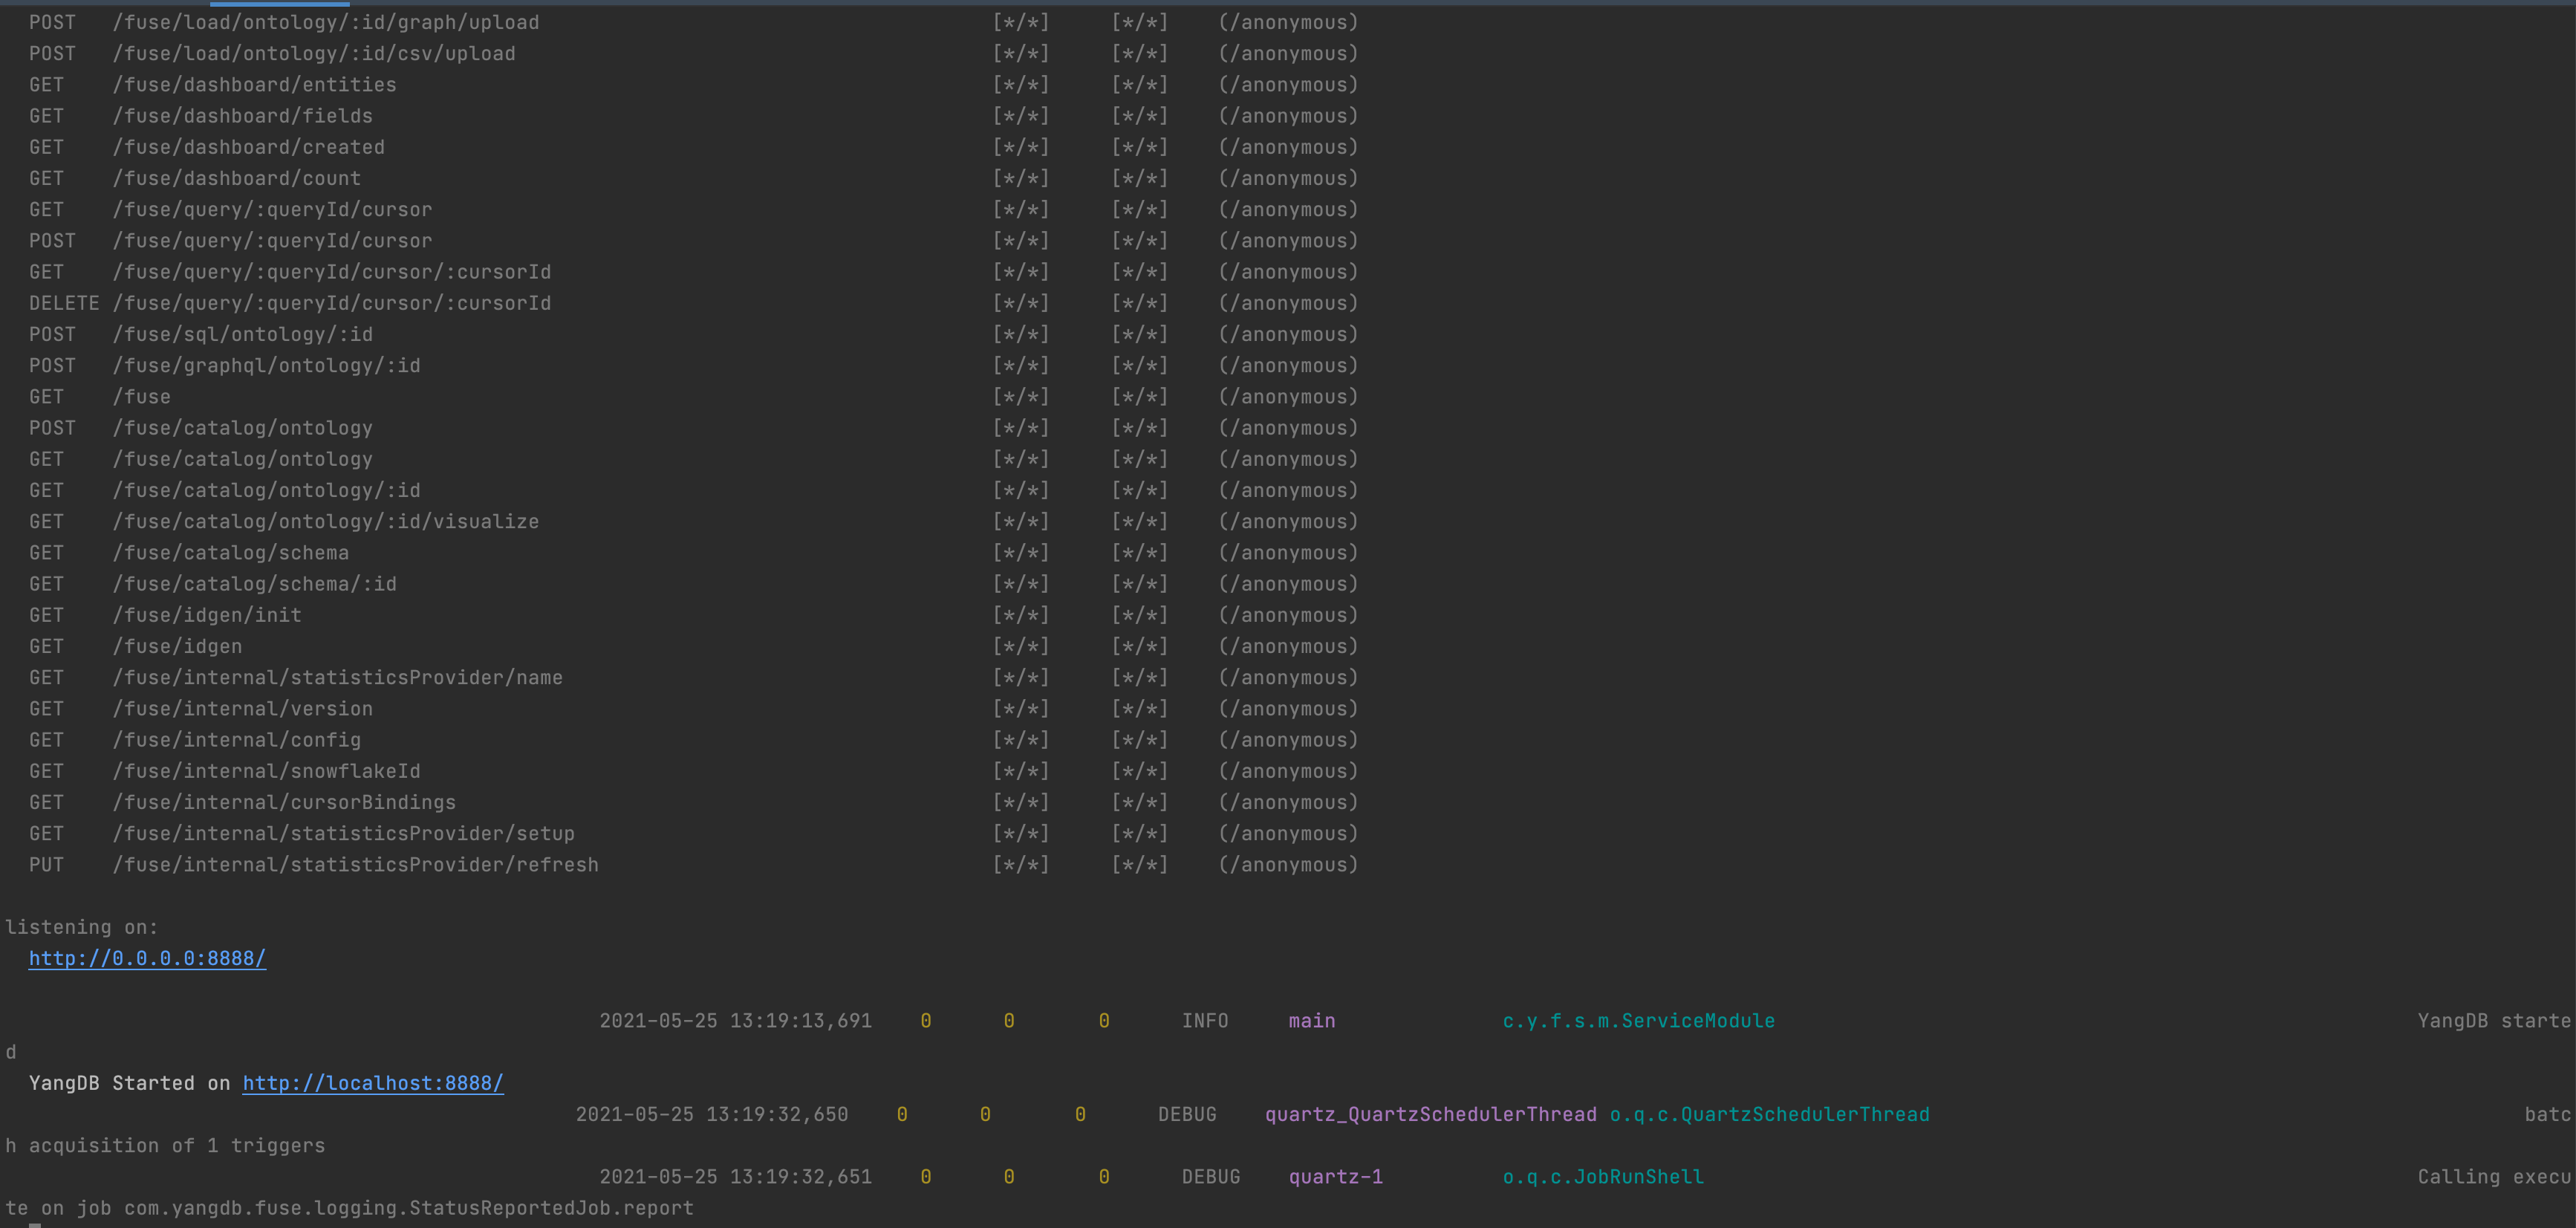 POST /fuse/load/ontology/:id/graph/upload [*/*] [*/*] (/anonymous)
POST /fuse/load/ontology/:id/csv/upload [*/*] [*/*] (/anonymous)
GET /fuse/dashboard/entities [*/*] [*/*] (/anonymous)
GET /fuse/dashboard/fields [*/*] [*/*] (/anonymous)
GET /fuse/dashboard/created [*/*] [*/*] (/anonymous)
GET /fuse/dashboard/count [*/*] [*/*] (/anonymous)
GET /fuse/query/:queryId/cursor [*/*] [*/*] (/anonymous)
POST /fuse/query/:queryId/cursor [*/*] [*/*] (/anonymous)
GET /fuse/query/:queryId/cursor/:cursorId [*/*] [*/*] (/anonymous)
DELETE /fuse/query/:queryId/cursor/:cursorId [*/*] [*/*] (/anonymous)
POST /fuse/sql/ontology/:id [*/*] [*/*] (/anonymous)
POST /fuse/graphql/ontology/:id [*/*] [*/*] (/anonymous)
GET /fuse [*/*] [*/*] (/anonymous)
POST /fuse/catalog/ontology [*/*] [*/*] (/anonymous)
GET /fuse/catalog/ontology [*/*] [*/*] (/anonymous)
GET /fuse/catalog/ontology/:id [*/*] [*/*] (/anonymous)
GET /fuse/catalog/ontology/:id/visualize [*/*] [*/*] (/anonymous)
GET /fuse/catalog/schema [*/*] [*/*] (/anonymous)
GET /fuse/catalog/schema/:id [*/*] [*/*] (/anonymous)
GET /fuse/idgen/init [*/*] [*/*] (/anonymous)
GET /fuse/idgen [*/*] [*/*] (/anonymous)
GET /fuse/internal/statisticsProvider/name [*/*] [*/*] (/anonymous)
GET /fuse/internal/version [*/*] [*/*] (/anonymous)
GET /fuse/internal/config [*/*] [*/*] (/anonymous)
GET /fuse/internal/snowflakeId [*/*] [*/*] (/anonymous)
GET /fuse/internal/cursorBindings [*/*] [*/*] (/anonymous)
GET /fuse/internal/statisticsProvider/setup [*/*] [*/*] (/anonymous)
PUT /fuse/internal/statisticsProvider/refresh [*/*] [*/*] (/anonymous)
listening on:
http://0.0.0.0:8888/
2021-05-25 13:19:13,691 0 0 0 INFO main c.y.f.s.m.ServiceModule YangDB starte
d
YangDB Started on http://localhost:8888/
2021-05-25 13:19:32,650 0 0 0 DEBUG quartz_QuartzSchedulerThread o.q.c.QuartzSchedulerThread batc
h acquisition of 1 triggers
2021-05-25 13:19:32,651 0 0 0 DEBUG quartz-1 o.q.c.JobRunShell Calling execu
te on job com.yangdb.fuse.logging.StatusReportedJob.report